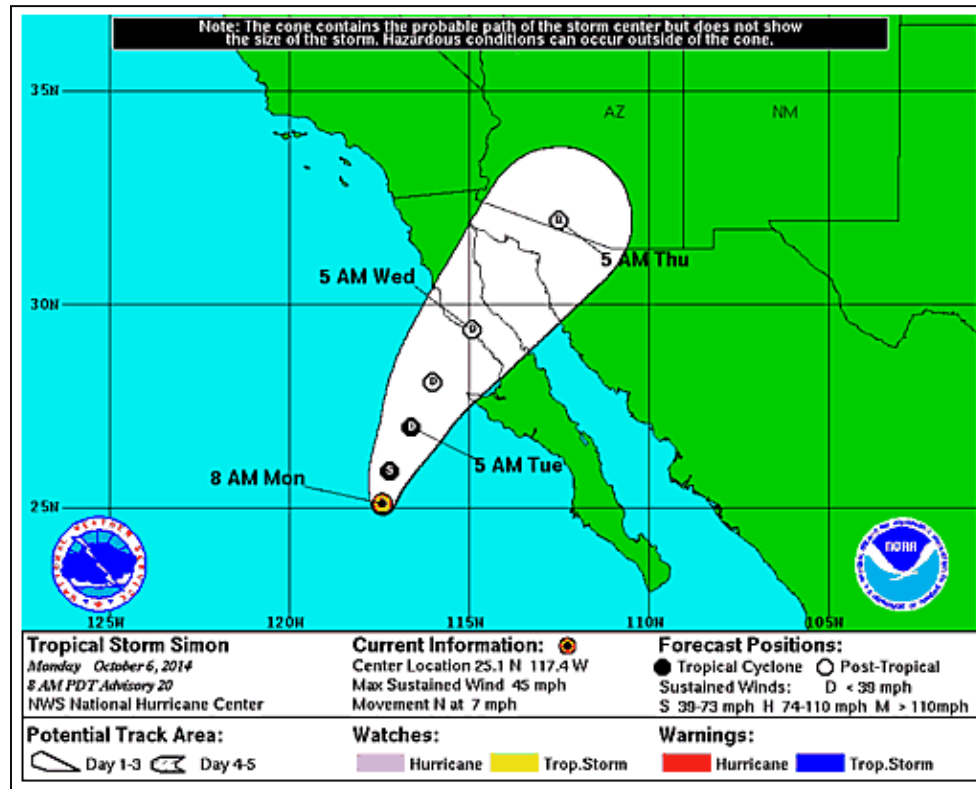 Note: The cone contains the probable path of the storm center but does not show
the size of the storm. Hazardous conditions can occur outside of the cone.
35N
AZ
NM
5 AM Thu
5 AM Wed
30N
D
D
D
5 AM Tue
S
8 AM Mon
25N
NOAA
125W
120W
115W
110W
105W
Tropical Storm Simon
Monday October 6, 2014
8 AM PDT Advisory 20
NWS National Hurricane Center
Current Information:
Center Location 25.1 N 117.4 W
Max Sustained Wind 45 mph
Movement N at 7 mph
Forecast Positions:
Tropical Cyclone Post-Tropical
Sustained Winds: D < 39 mph
S 39-73 mph H 74-110 mph M > 110mph
Potential Track Area:
Day 1-3 Day 4-5
Watches:
Hurricane Trop.Storm
Warnings:
Hurricane Trop.Storm